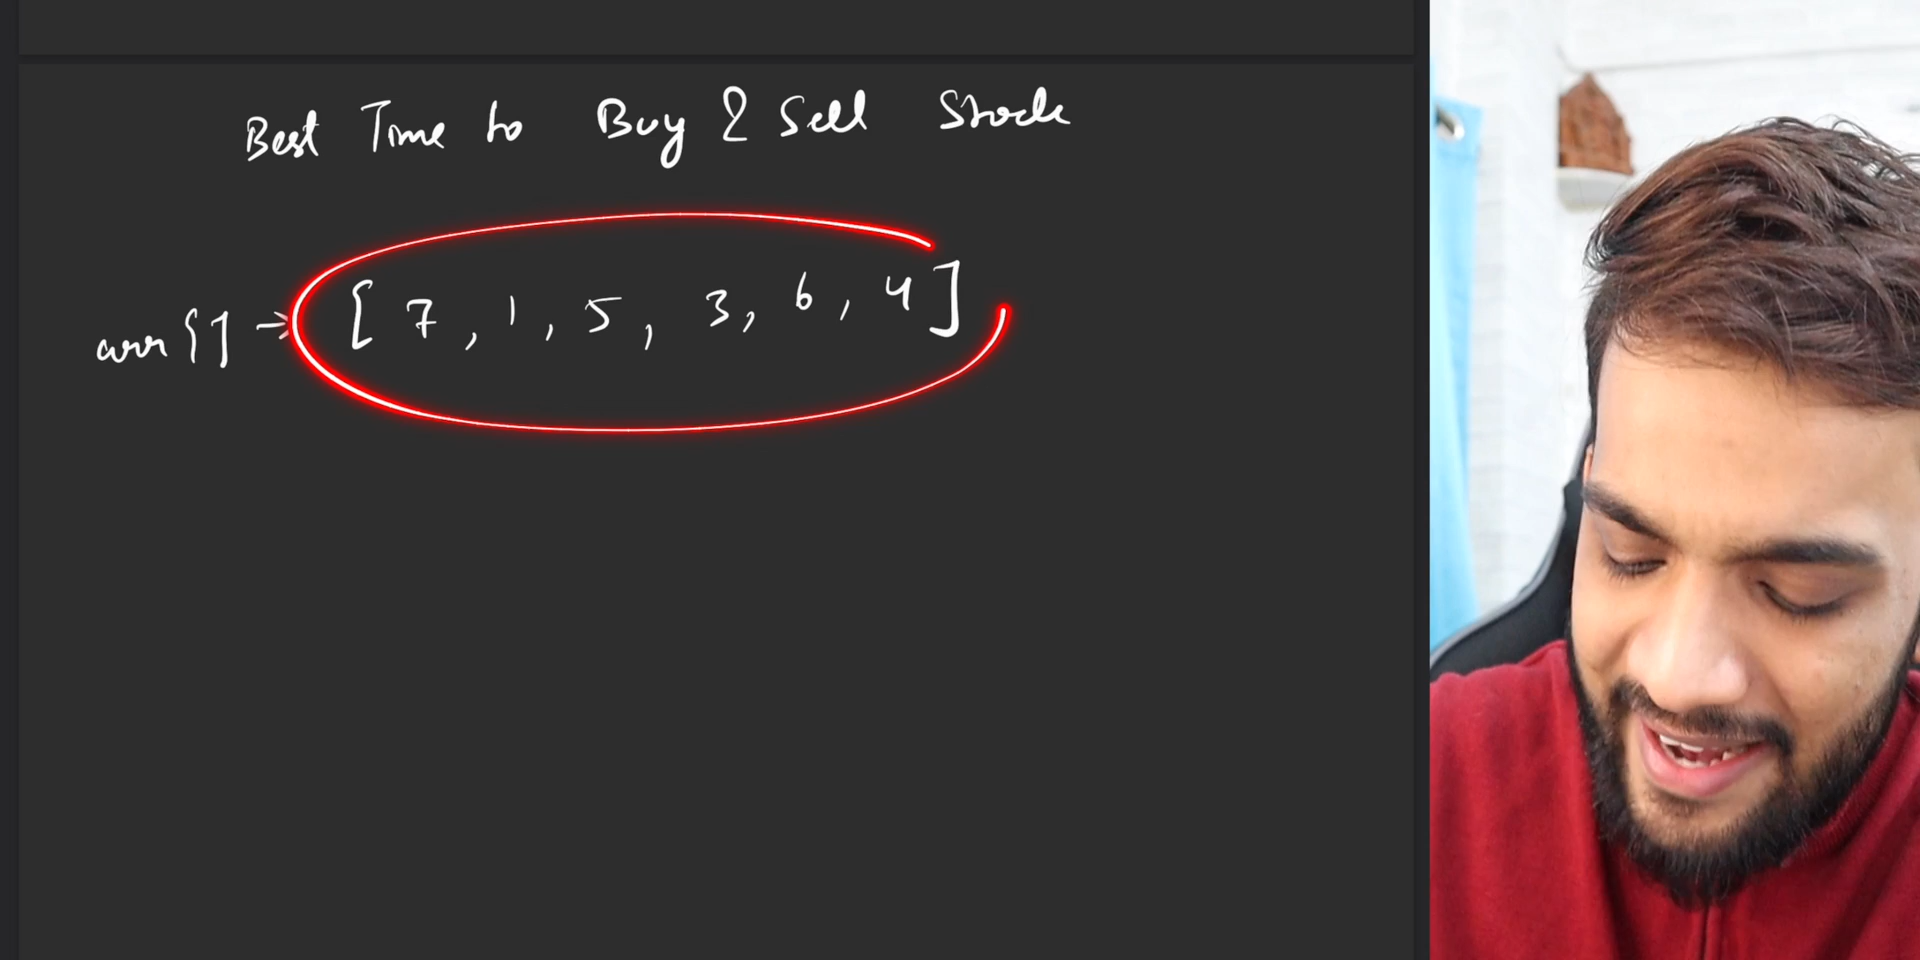 Best Time to Buy & Sell Stock
arr[] → [ 7 , 1 , 5 , 3 , 6 , 4 ]